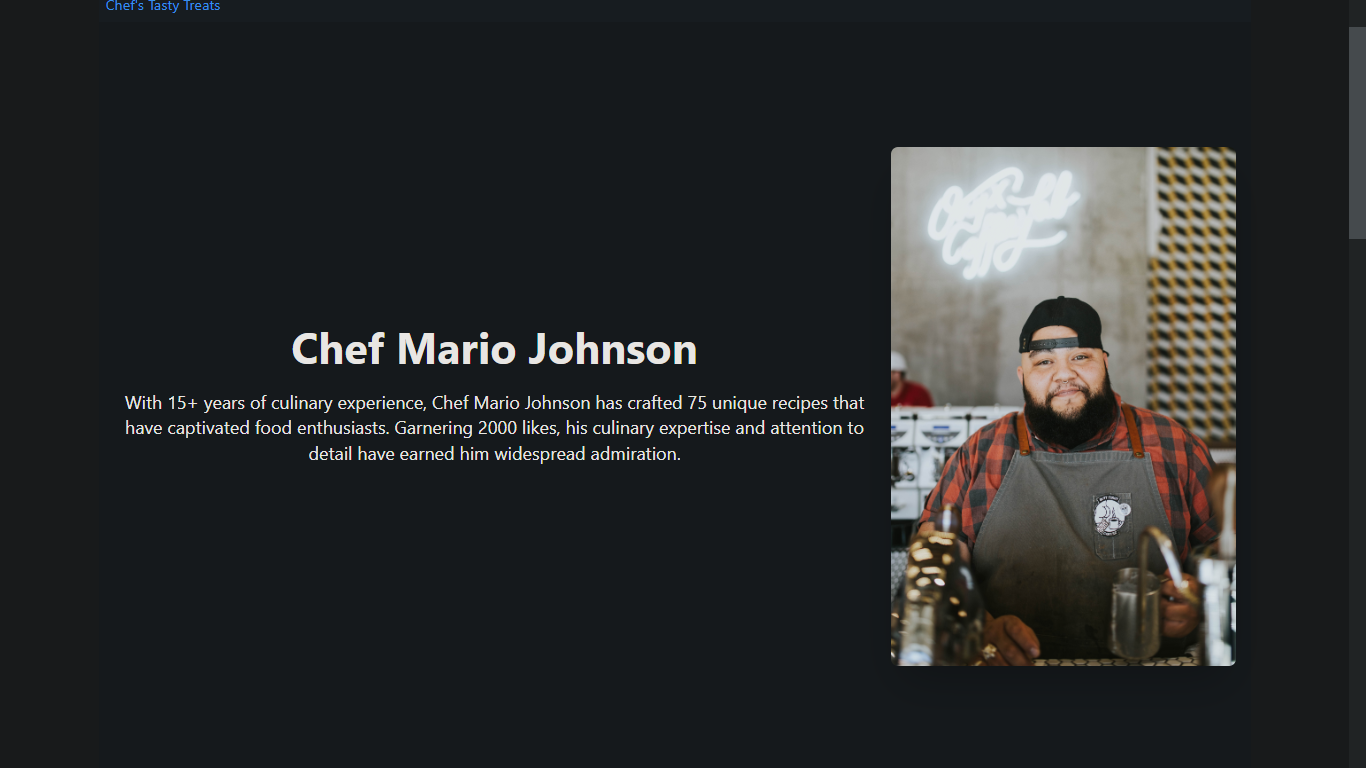 Chef's Tasty Treats
Chef Mario Johnson
With 15+ years of culinary experience, Chef Mario Johnson has crafted 75 unique recipes that
have captivated food enthusiasts. Garnering 2000 likes, his culinary expertise and attention to
detail have earned him widespread admiration.